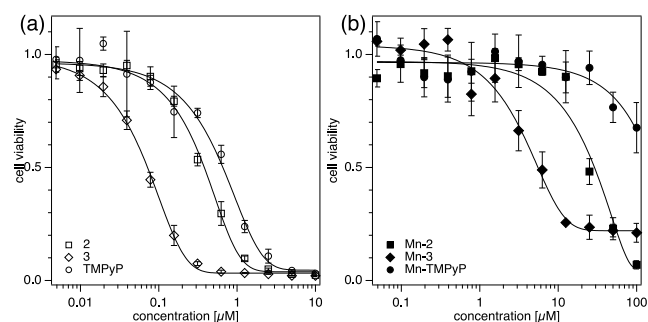 (a)
1.0
0.5
0.0
cell viability
2
3
TMPyP
0.01
0.1
1
10
concentration [µM]
(b)
1.0
0.5
0.0
cell viability
Mn-2
Mn-3
Mn-TMPyP
0.1
1
10
100
concentration [µM]